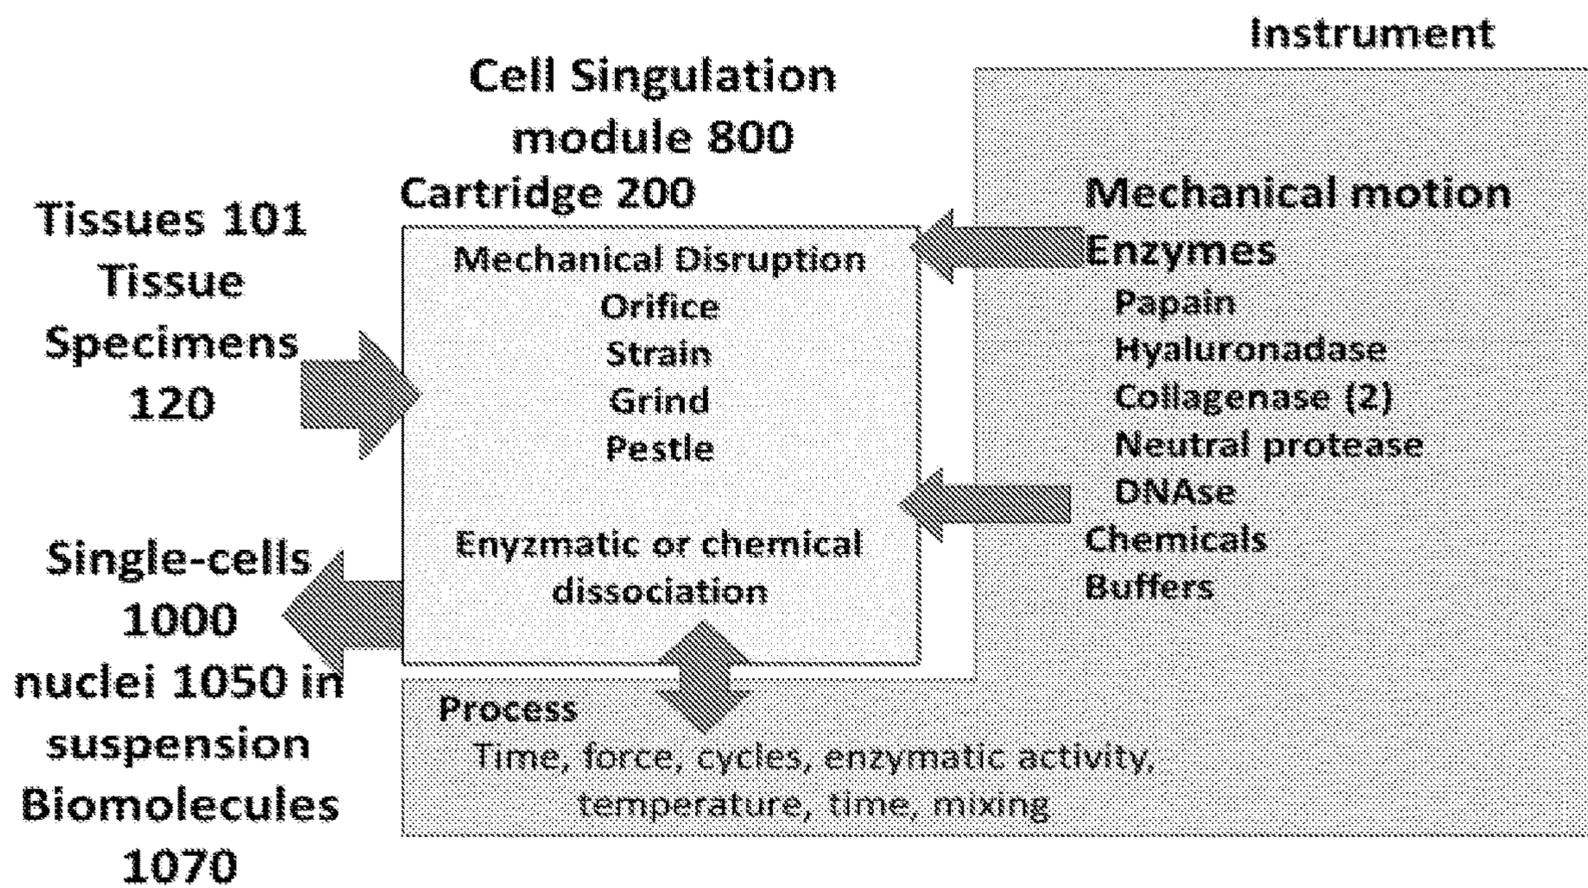 Instrument
Cell Singulation
module 800
Cartridge 200
Tissues 101
Tissue
Specimens
120
Single-cells
1000
nuclei 1050 in
suspension
Biomolecules
1070
Mechanical Disruption
Orifice
Strain
Grind
Pestle
Enyzmatic or chemical
dissociation
Mechanical motion
Enzymes
Papain
Hyaluronadase
Collagenase (2)
Neutral protease
DNAse
Chemicals
Buffers
Process
Time, force, cycles, enzymatic activity,
temperature, time, mixing